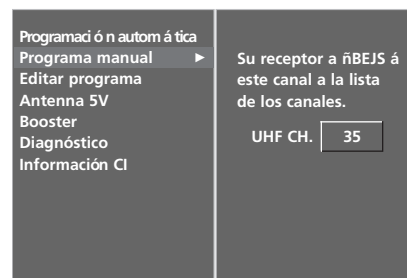 Programaci ó n autom á tica
Programa manual ►
Editar programa
Antenna 5V
Booster
Diagnóstico
Información CI
Su receptor a ñBEJS á
este canal a la lista
de los canales.
UHF CH. 35